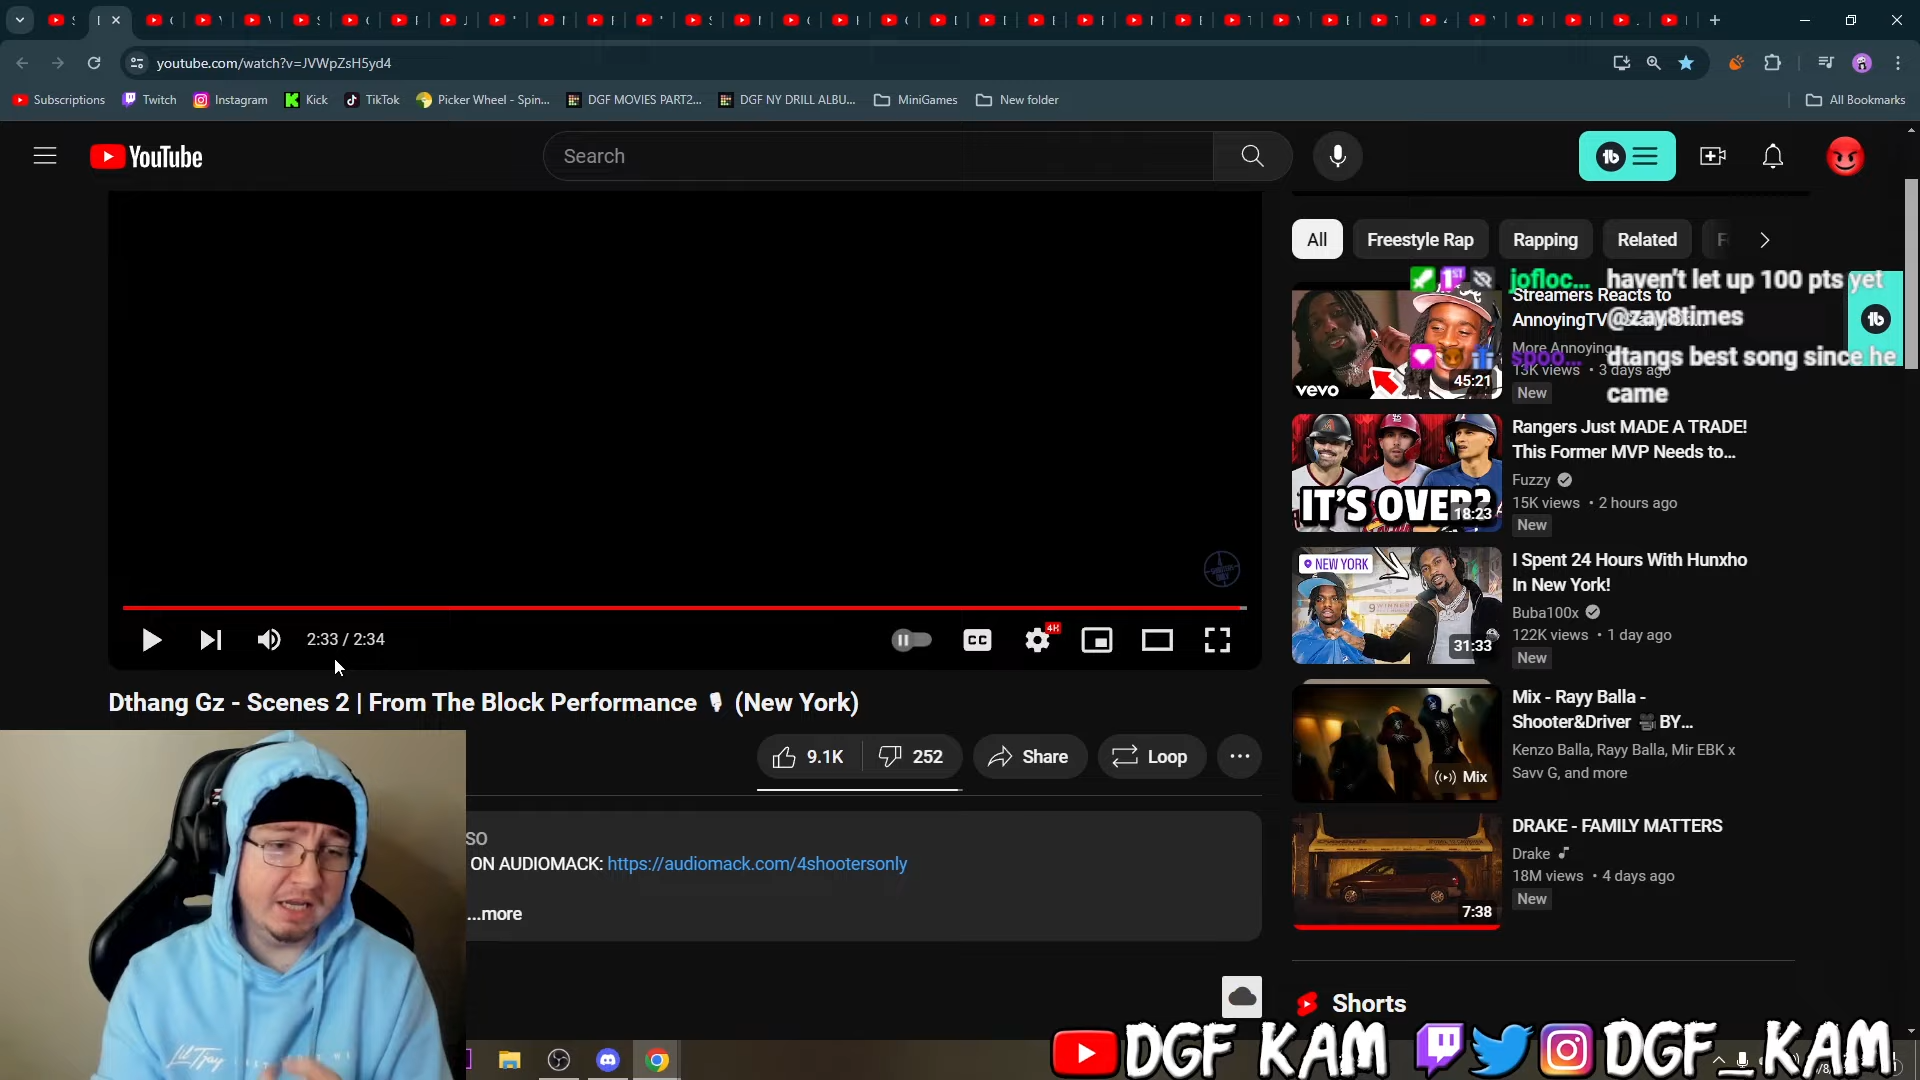 youtube.com/watch?v=JVWpZsH5yd4
Subscriptions
Twitch
Instagram
Kick
TikTok
Picker Wheel - Spin...
DGF MOVIES PART2...
DGF NY DRILL ALBU...
MiniGames
New folder
All Bookmarks
YouTube
Search
All
Freestyle Rap
Rapping
Related
jofloc... haven't let up 100 pts yet
@zay8times
spoo... dtangs best song since he
came
Streamers Reacts to
AnnoyingTV
More Annoying
13K views • 3 days ago
New
vevo
45:21
Rangers Just MADE A TRADE!
This Former MVP Needs to...
Fuzzy
15K views • 2 hours ago
New
IT'S OVER?
18:23
I Spent 24 Hours With Hunxho
In New York!
Buba100x
122K views • 1 day ago
New
NEW YORK
31:33
Mix - Rayy Balla -
Shooter&Driver 🎥BY...
Kenzo Balla, Rayy Balla, Mir EBK x
Savv G, and more
Mix
DRAKE - FAMILY MATTERS
Drake
18M views • 4 days ago
New
7:38
Shorts
2:33 / 2:34
CC
4K
Dthang Gz - Scenes 2 | From The Block Performance 🎙 (New York)
9.1K
252
Share
Loop
SO
ON AUDIOMACK: https://audiomack.com/4shootersonly
...more
DGF KAM
DGF_KAM